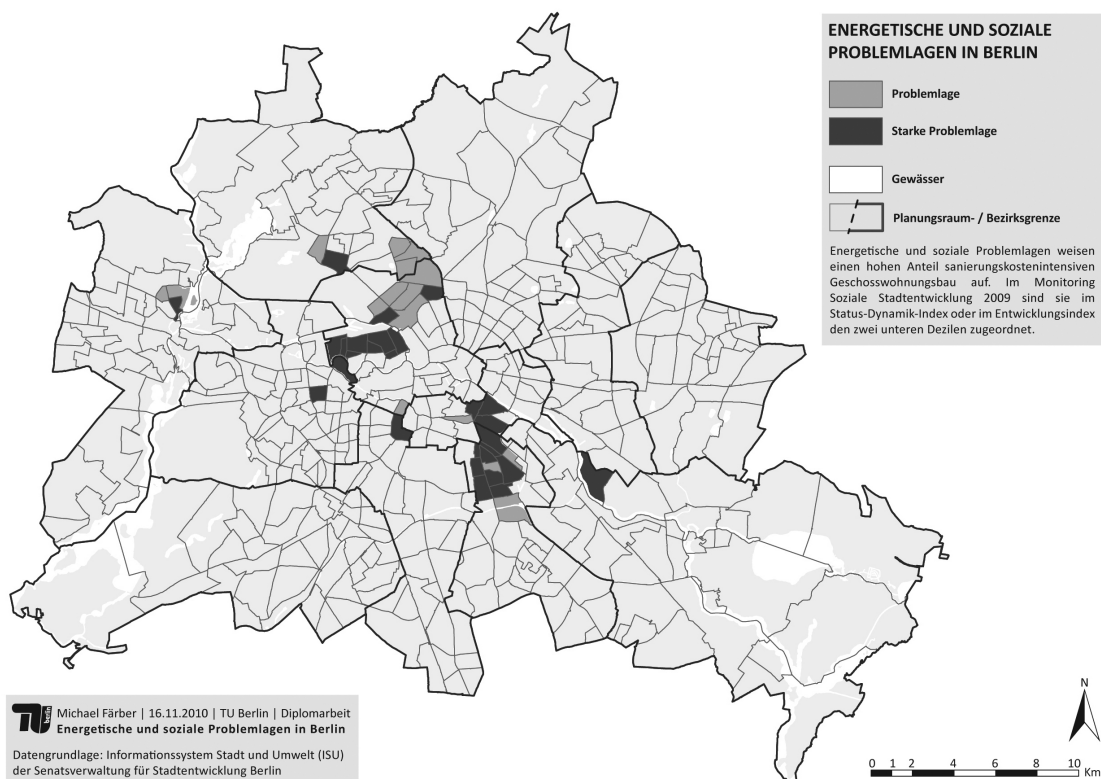 ENERGETISCHE UND SOZIALE
PROBLEMLAGEN IN BERLIN
Problemlage
Starke Problemlage
Gewässer
Planungsraum- / Bezirksgrenze
Energetische und soziale Problemlagen weisen
einen hohen Anteil sanierungskostenintensiven
Geschosswohnungsbau auf. Im Monitoring
Soziale Stadtentwicklung 2009 sind sie im
Status-Dynamik-Index oder im Entwicklungsindex
den zwei unteren Dezilen zugeordnet.
TU berlin
Michael Färber | 16.11.2010 | TU Berlin | Diplomarbeit
Energetische und soziale Problemlagen in Berlin
Datengrundlage: Informationssystem Stadt und Umwelt (ISU)
der Senatsverwaltung für Stadtentwicklung Berlin
N
0 1 2 4 6 8 10
Km